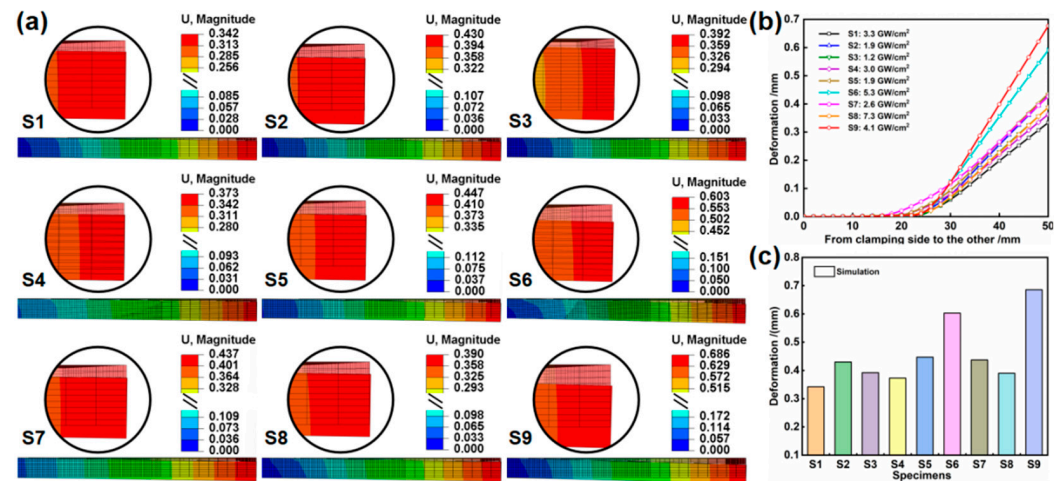 (a)
U, Magnitude
0.342
0.313
0.285
0.256
0.085
0.057
0.028
0.000
S1
U, Magnitude
0.430
0.394
0.358
0.322
0.107
0.072
0.036
0.000
S2
U, Magnitude
0.392
0.359
0.326
0.294
0.098
0.065
0.033
0.000
S3
U, Magnitude
0.373
0.342
0.311
0.280
0.093
0.062
0.031
0.000
S4
U, Magnitude
0.447
0.410
0.373
0.335
0.112
0.075
0.037
0.000
S5
U, Magnitude
0.603
0.553
0.502
0.452
0.151
0.100
0.050
0.000
S6
U, Magnitude
0.437
0.401
0.364
0.328
0.109
0.073
0.036
0.000
S7
U, Magnitude
0.390
0.358
0.325
0.293
0.098
0.065
0.033
0.000
S8
U, Magnitude
0.686
0.629
0.572
0.515
0.172
0.114
0.057
0.000
S9
(b)
0.7
0.6
0.5
0.4
0.3
0.2
0.1
0.0
Deformation /mm
S1: 3.3 GW/cm²
S2: 1.9 GW/cm²
S3: 1.2 GW/cm²
S4: 3.0 GW/cm²
S5: 1.9 GW/cm²
S6: 5.3 GW/cm²
S7: 2.6 GW/cm²
S8: 7.3 GW/cm²
S9: 4.1 GW/cm²
0 10 20 30 40 50
From clamping side to the other /mm
(c)
0.8
0.7
0.6
0.5
0.4
0.3
0.2
0.1
Deformation /(mm)
Simulation
S1 S2 S3 S4 S5 S6 S7 S8 S9
Specimens